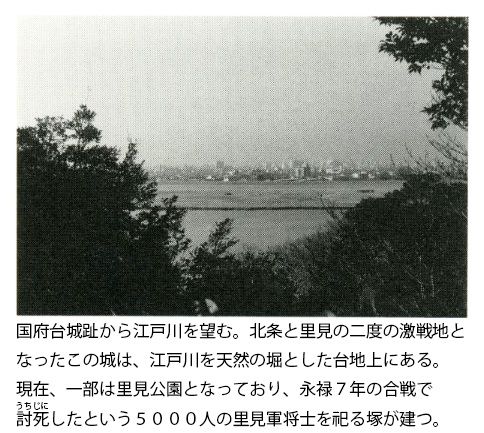 国府台城趾から江戸川を望む。北条と里見の二度の激戦地と
なったこの城は、江戸川を天然の堀とした台地上にある。
現在、一部は里見公園となっており、永禄７年の合戦で
うちじに
討死したという５０００人の里見軍将士を祀る塚が建つ。